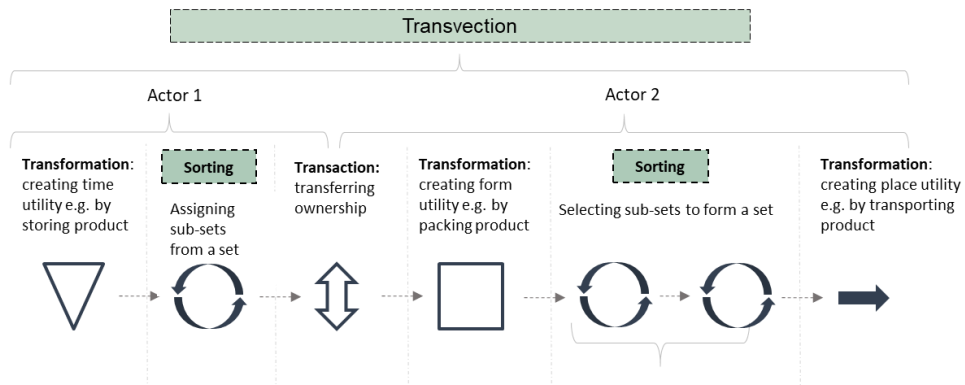 Transvection
Actor 1
Actor 2
Transformation:
creating time
utility e.g. by
storing product
Sorting
Assigning
sub-sets
from a set
Transaction:
transferring
ownership
Transformation:
creating form
utility e.g. by
packing product
Sorting
Selecting sub-sets to form a set
Transformation:
creating place utility
e.g. by transporting
product